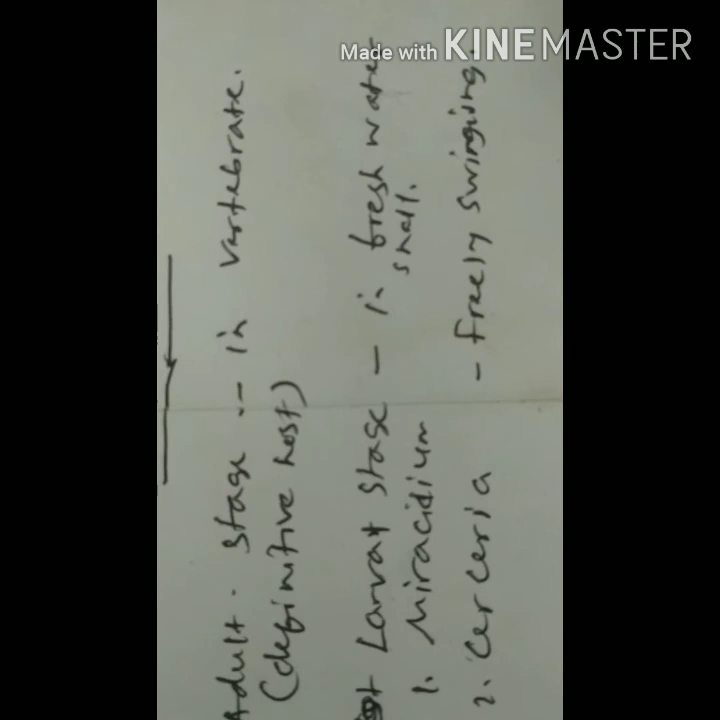 Made with KINEMASTER
Adult. stage .- in vartebrate.
(definitive host)
Larval stage - in fresh water
snail.
1. Miracidium
2. Cerceria - freely swinging.